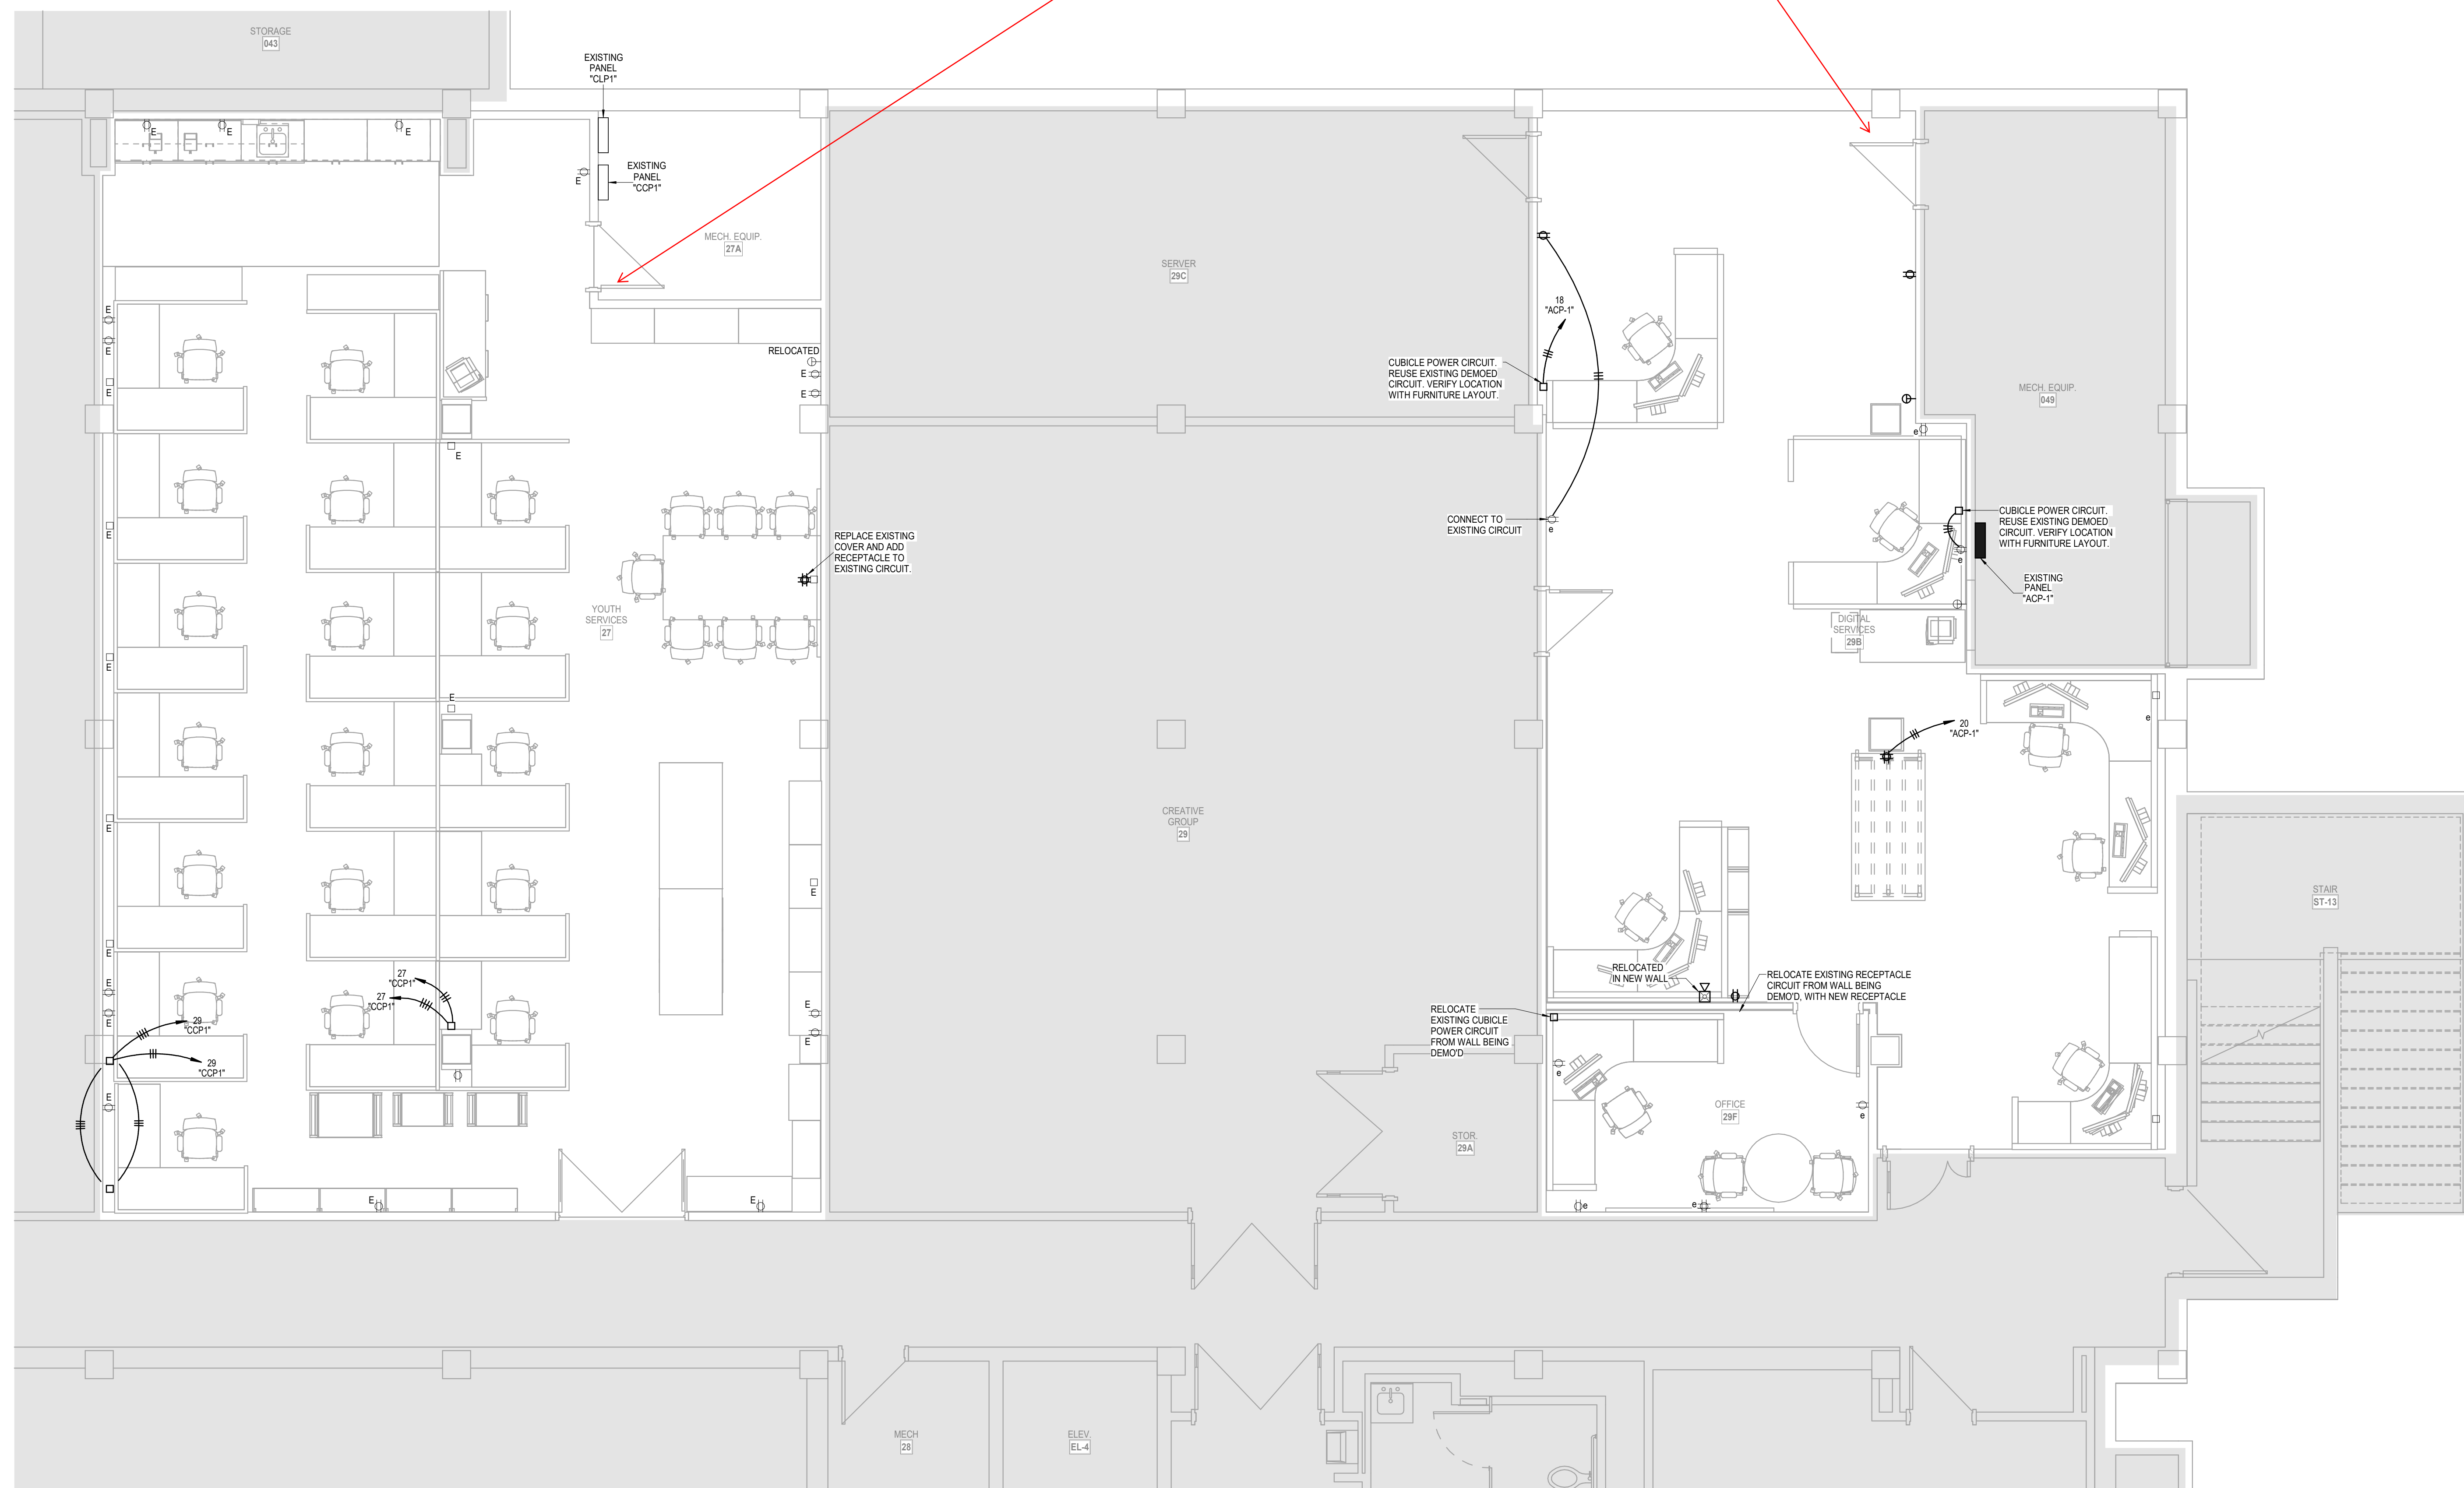 STORAGE
043
EXISTING
PANEL
"CLP1"
E
E
E
E
EXISTING
PANEL
"CCP1"
MECH. EQUIP.
27A
SERVER
29C
18
"ACP-1"
CUBICLE POWER CIRCUIT.
REUSE EXISTING DEMOED
CIRCUIT. VERIFY LOCATION
WITH FURNITURE LAYOUT.
MECH. EQUIP.
049
E
E
E
RELOCATED
E
E
E
e
CONNECT TO
EXISTING CIRCUIT
e
CUBICLE POWER CIRCUIT.
REUSE EXISTING DEMOED
CIRCUIT. VERIFY LOCATION
WITH FURNITURE LAYOUT.
e
EXISTING
PANEL
"ACP-1"
E
REPLACE EXISTING
COVER AND ADD
RECEPTACLE TO
EXISTING CIRCUIT.
YOUTH
SERVICES
27
DIGITAL
SERVICES
29B
E
E
e
20
"ACP-1"
CREATIVE
GROUP
29
E
E
STAIR
ST-13
E
27
"CCP1"
27
"CCP1"
RELOCATED
IN NEW WALL
RELOCATE EXISTING RECEPTACLE
CIRCUIT FROM WALL BEING
DEMO'D, WITH NEW RECEPTACLE
E
E
E
E
RELOCATE
EXISTING CUBICLE
POWER CIRCUIT
FROM WALL BEING
DEMO'D
29
"CCP1"
29
"CCP1"
E
e
e
OFFICE
29F
STOR.
29A
E
E
e
e
MECH
28
ELEV.
EL-4